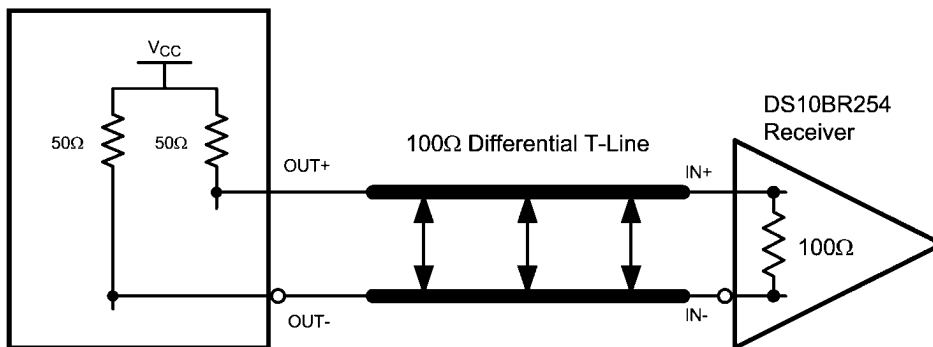 VCC
50Ω
50Ω
OUT+
OUT-
100Ω Differential T-Line
IN+
IN-
DS10BR254
Receiver
100Ω